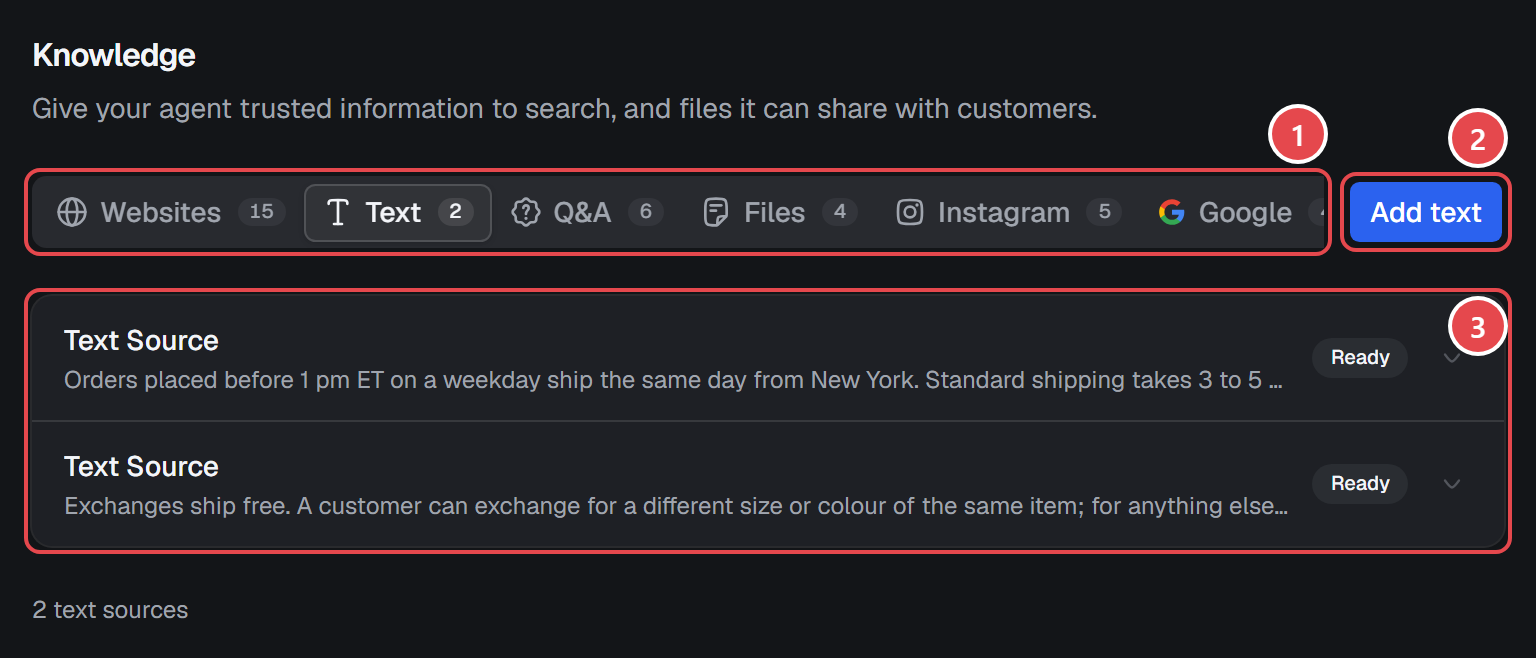 Knowledge
Give your agent trusted information to search, and files it can share with customers.
1
2
Websites 15 Text 2 Q&A 6 Files 4 Instagram 5 Google
Add text
3
Text Source
Orders placed before 1 pm ET on a weekday ship the same day from New York. Standard shipping takes 3 to 5 ...
Ready
Text Source
Exchanges ship free. A customer can exchange for a different size or colour of the same item; for anything else...
Ready
2 text sources